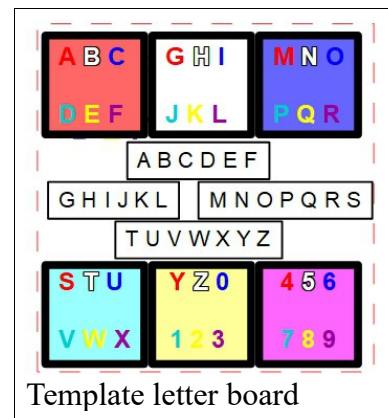 A B C G H I M N O
D E F J K L P Q R
A B C D E F
G H I J K L M N O P Q R S
T U V W X Y Z
S T U Y Z 0 4 5 6
V W X 1 2 3 7 8 9
Template letter board